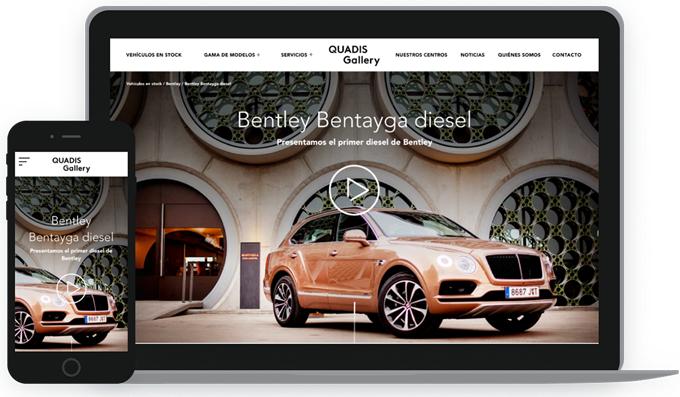 VEHÍCULOS EN STOCK
GAMA DE MODELOS +
SERVICIOS +
QUADIS
Gallery
NUESTROS CENTROS
NOTICIAS
QUIÉNES SOMOS
CONTACTO
Vehículos en stock / Bentley / Bentley Bentayga diesel
Bentley Bentayga diesel
Presentamos el primer diesel de Bentley
8687 JXT
QUADIS
Gallery
Bentley
Bentayga diesel
Presentamos el primer diesel de
Bentley
8687 JXT